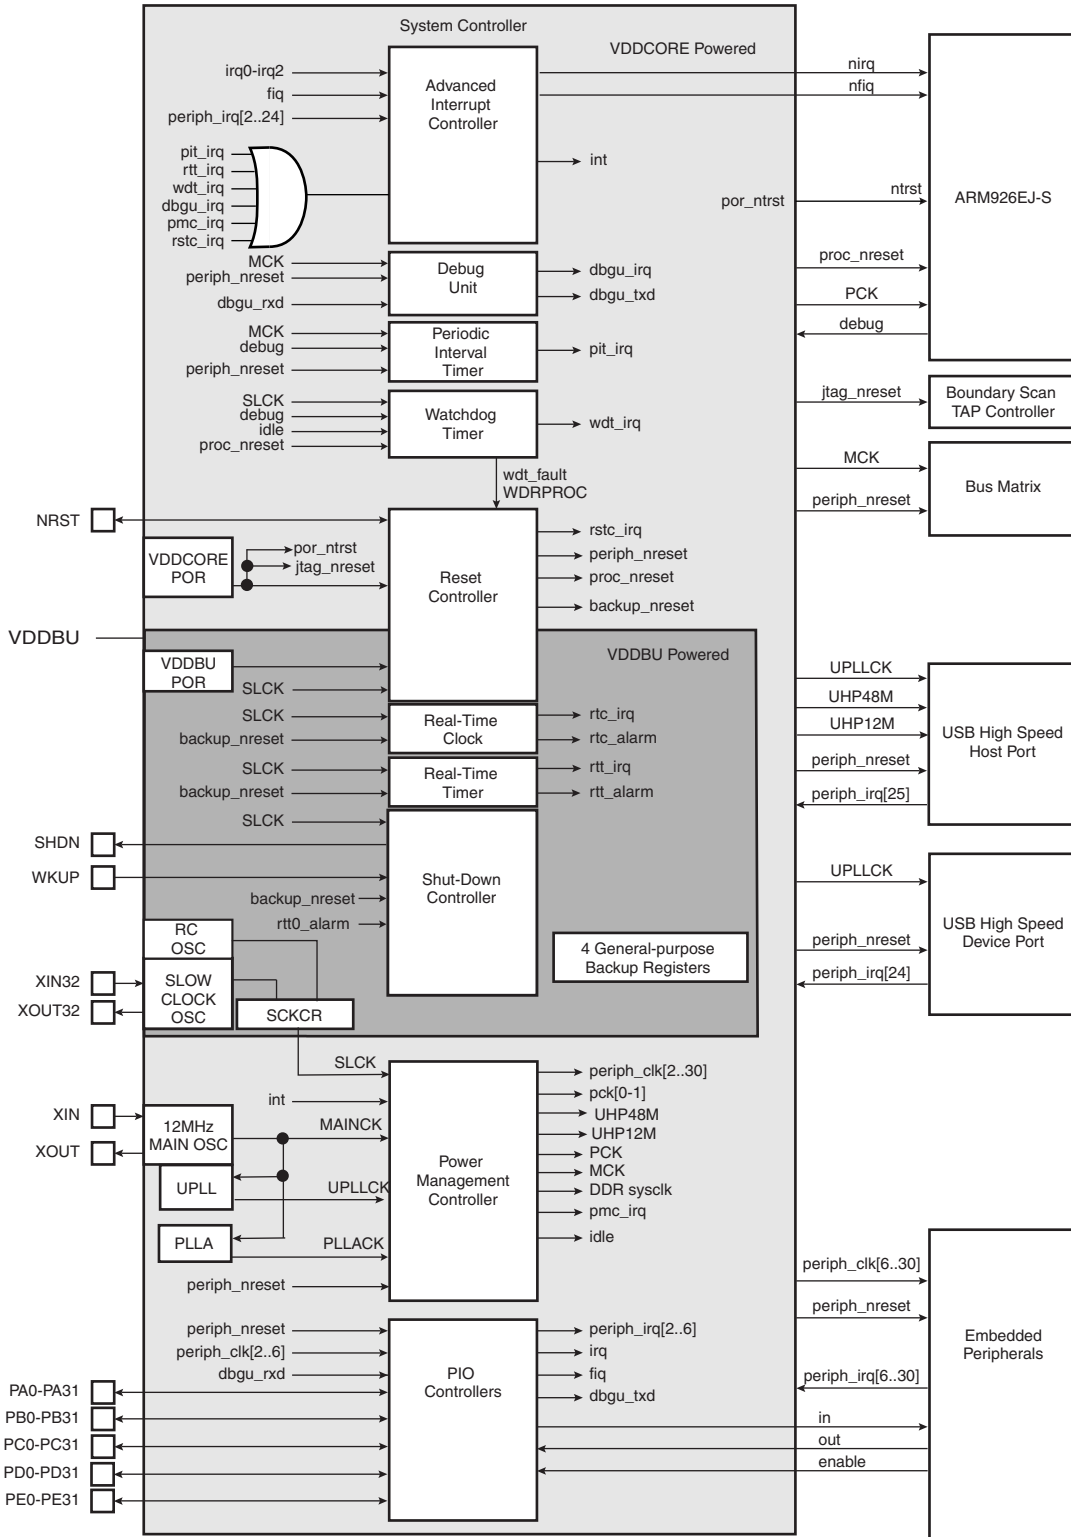 System Controller
VDDCORE Powered
irq0-irq2
fiq
periph_irq[2..24]
Advanced
Interrupt
Controller
int
nirq
nfiq
pit_irq
rtt_irq
wdt_irq
dbgu_irq
pmc_irq
rstc_irq
por_ntrst
ntrst
ARM926EJ-S
proc_nreset
PCK
debug
MCK
periph_nreset
dbgu_rxd
Debug
Unit
dbgu_irq
dbgu_txd
MCK
debug
periph_nreset
Periodic
Interval
Timer
pit_irq
SLCK
debug
idle
proc_nreset
Watchdog
Timer
wdt_irq
jtag_nreset
Boundary Scan
TAP Controller
MCK
periph_nreset
Bus Matrix
wdt_fault
WDRPROC
NRST
VDDCORE
POR
por_ntrst
jtag_nreset
Reset
Controller
rstc_irq
periph_nreset
proc_nreset
backup_nreset
VDDBU
VDDBU Powered
VDDBU
POR
SLCK
SLCK
backup_nreset
Real-Time
Clock
rtc_irq
rtc_alarm
SLCK
backup_nreset
Real-Time
Timer
rtt_irq
rtt_alarm
UPLLCK
UHP48M
UHP12M
periph_nreset
periph_irq[25]
USB High Speed
Host Port
SLCK
SHDN
WKUP
backup_nreset
rtt0_alarm
Shut-Down
Controller
4 General-purpose
Backup Registers
UPLLCK
periph_nreset
periph_irq[24]
USB High Speed
Device Port
RC
OSC
XIN32
XOUT32
SLOW
CLOCK
OSC
SCKCR
SLCK
int
MAINCK
XIN
XOUT
12MHz
MAIN OSC
UPLL
UPLLCK
PLLA
PLLACK
periph_nreset
Power
Management
Controller
periph_clk[2..30]
pck[0-1]
UHP48M
UHP12M
PCK
MCK
DDR sysclk
pmc_irq
idle
periph_nreset
periph_clk[2..6]
dbgu_rxd
PA0-PA31
PB0-PB31
PC0-PC31
PD0-PD31
PE0-PE31
PIO
Controllers
periph_irq[2..6]
irq
fiq
dbgu_txd
periph_clk[6..30]
periph_nreset
periph_irq[6..30]
in
out
enable
Embedded
Peripherals